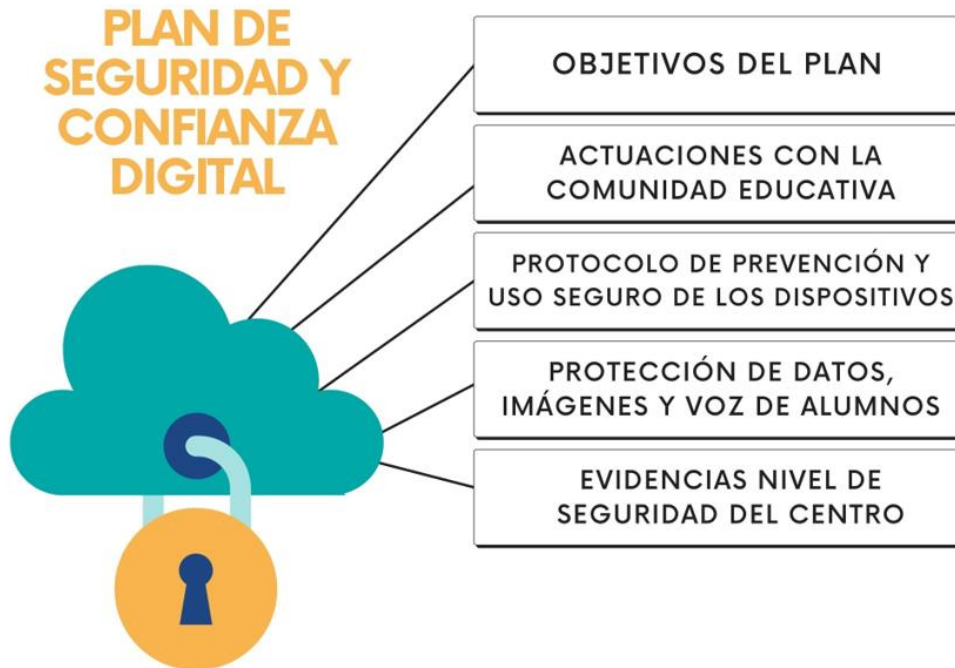 PLAN DE
SEGURIDAD Y
CONFIANZA
DIGITAL
OBJETIVOS DEL PLAN
ACTUACIONES CON LA
COMUNIDAD EDUCATIVA
PROTOCOLO DE PREVENCIÓN Y
USO SEGURO DE LOS DISPOSITIVOS
PROTECCIÓN DE DATOS,
IMÁGENES Y VOZ DE ALUMNOS
EVIDENCIAS NIVEL DE
SEGURIDAD DEL CENTRO